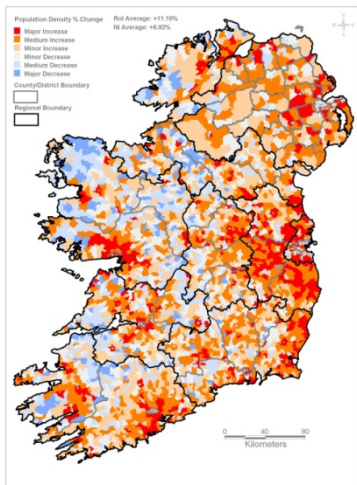 Population Density % Change
RoI Average: +11.10%
NI Average: +6.82%
Major Increase
Medium Increase
Minor Increase
Minor Decrease
Medium Decrease
Major Decrease
County/District Boundary
Regional Boundary
0 20 40 80
Kilometers